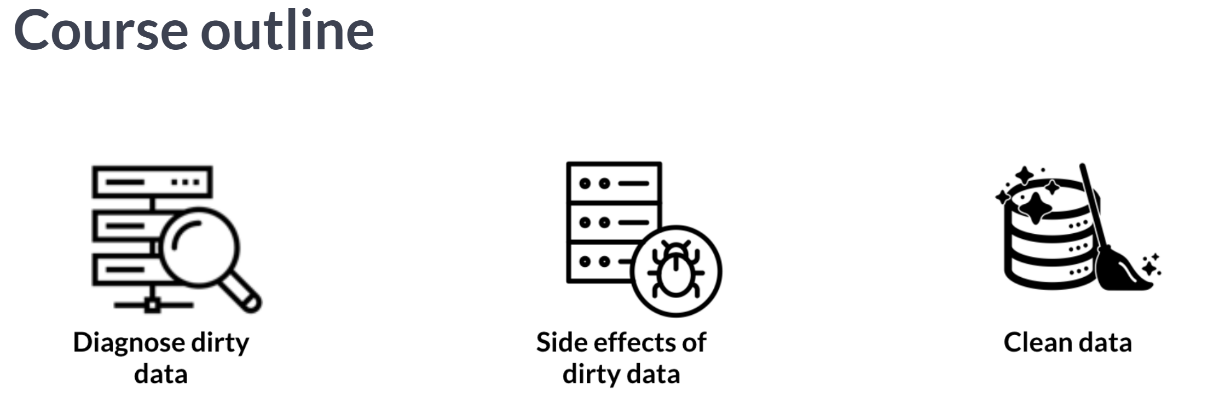 Course outline
Diagnose dirty
data
Side effects of
dirty data
Clean data